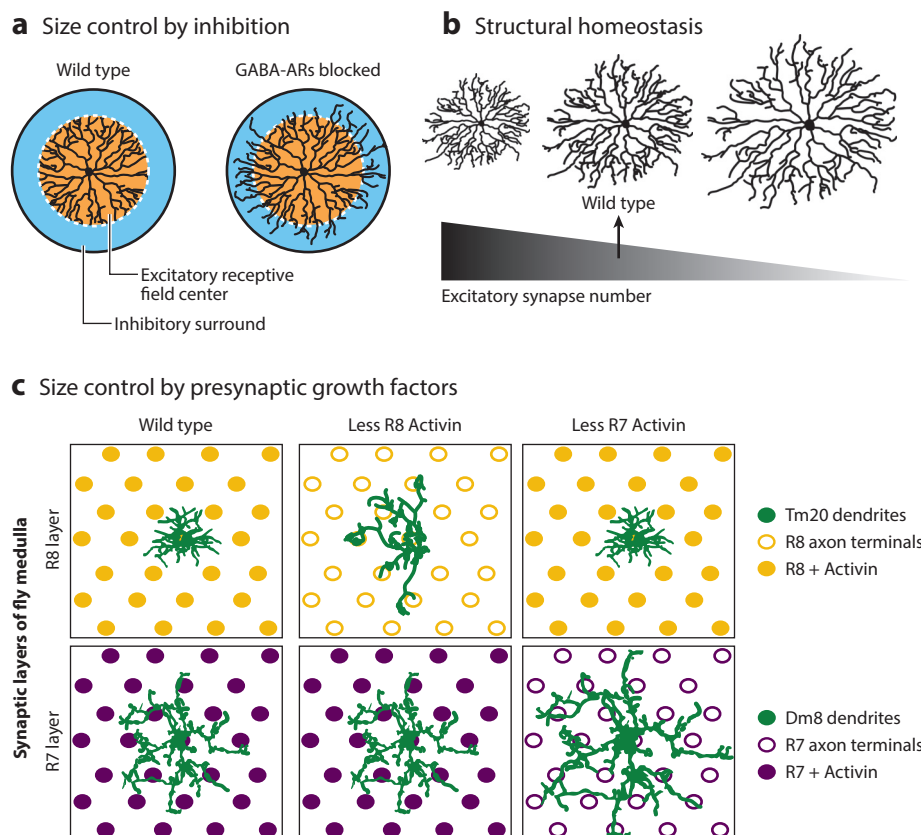 a Size control by inhibition
Wild type
GABA-ARs blocked
Excitatory receptive
field center
Inhibitory surround
b Structural homeostasis
Wild type
Excitatory synapse number
c Size control by presynaptic growth factors
Wild type
Less R8 Activin
Less R7 Activin
Synaptic layers of fly medulla
R8 layer
Tm20 dendrites
R8 axon terminals
R8 + Activin
R7 layer
Dm8 dendrites
R7 axon terminals
R7 + Activin